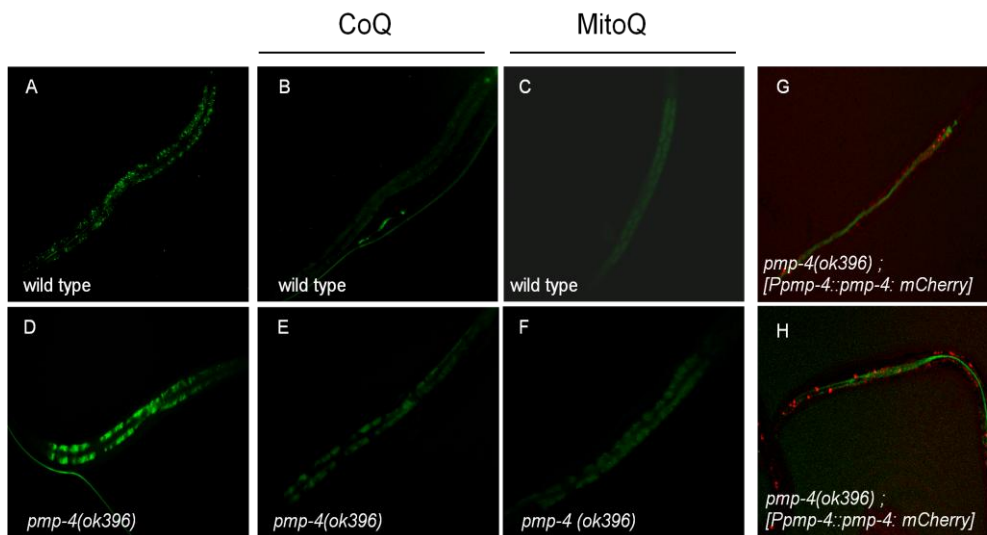 CoQ
MitoQ
A
B
C
G
wild type
wild type
wild type
pmp-4(ok396) ;
[Ppmp-4::pmp-4: mCherry]
D
E
F
H
pmp-4(ok396)
pmp-4(ok396)
pmp-4 (ok396)
pmp-4(ok396) ;
[Ppmp-4::pmp-4: mCherry]